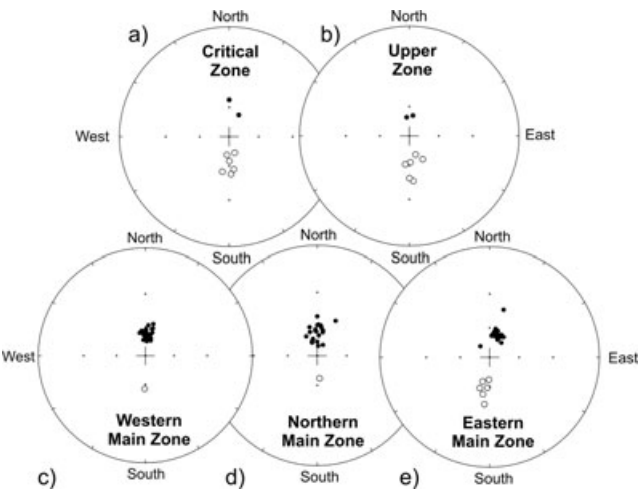 North
North
a)
b)
Critical
Zone
Upper
Zone
West
East
South
South
North
North
North
West
East
Western
Main Zone
Northern
Main Zone
Eastern
Main Zone
South
South
South
c)
d)
e)